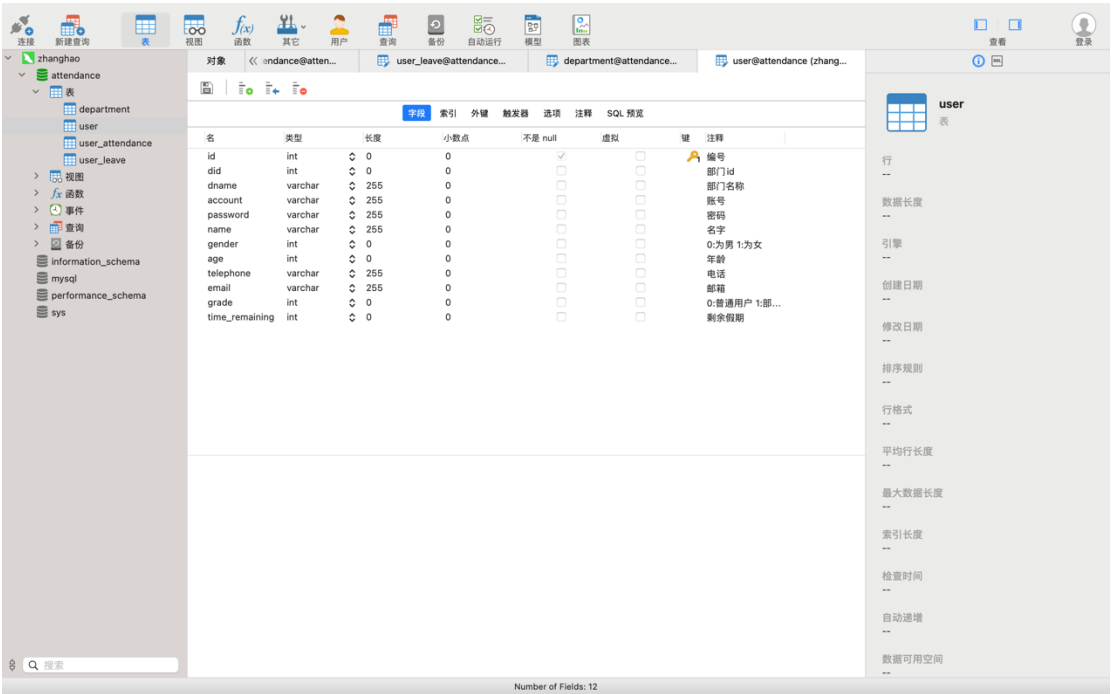 连接 新建查询 表 视图 函数 其它 用户 查询 备份 自动运行 模型 图表 查看 登录
zhanghao
attendance
表
department
user
user_attendance
user_leave
视图
fx 函数
事件
查询
备份
information_schema
mysql
performance_schema
sys
搜索
对象 endance@atten... user_leave@attendance... department@attendance... user@attendance (zhang...
字段 索引 外键 触发器 选项 注释 SQL 预览
名 类型 长度 小数点 不是 null 虚拟 键 注释
id int 0 0 编号
did int 0 0 部门id
dname varchar 255 0 部门名称
account varchar 255 0 账号
password varchar 255 0 密码
name varchar 255 0 名字
gender int 0 0 0:为男 1:为女
age int 0 0 年龄
telephone varchar 255 0 电话
email varchar 255 0 邮箱
grade int 0 0 0:普通用户 1:部...
time_remaining int 0 0 剩余假期
user
表
行
--
数据长度
--
引擎
--
创建日期
--
修改日期
--
排序规则
--
行格式
--
平均行长度
--
最大数据长度
--
索引长度
--
检查时间
--
自动递增
--
数据可用空间
--
Number of Fields: 12